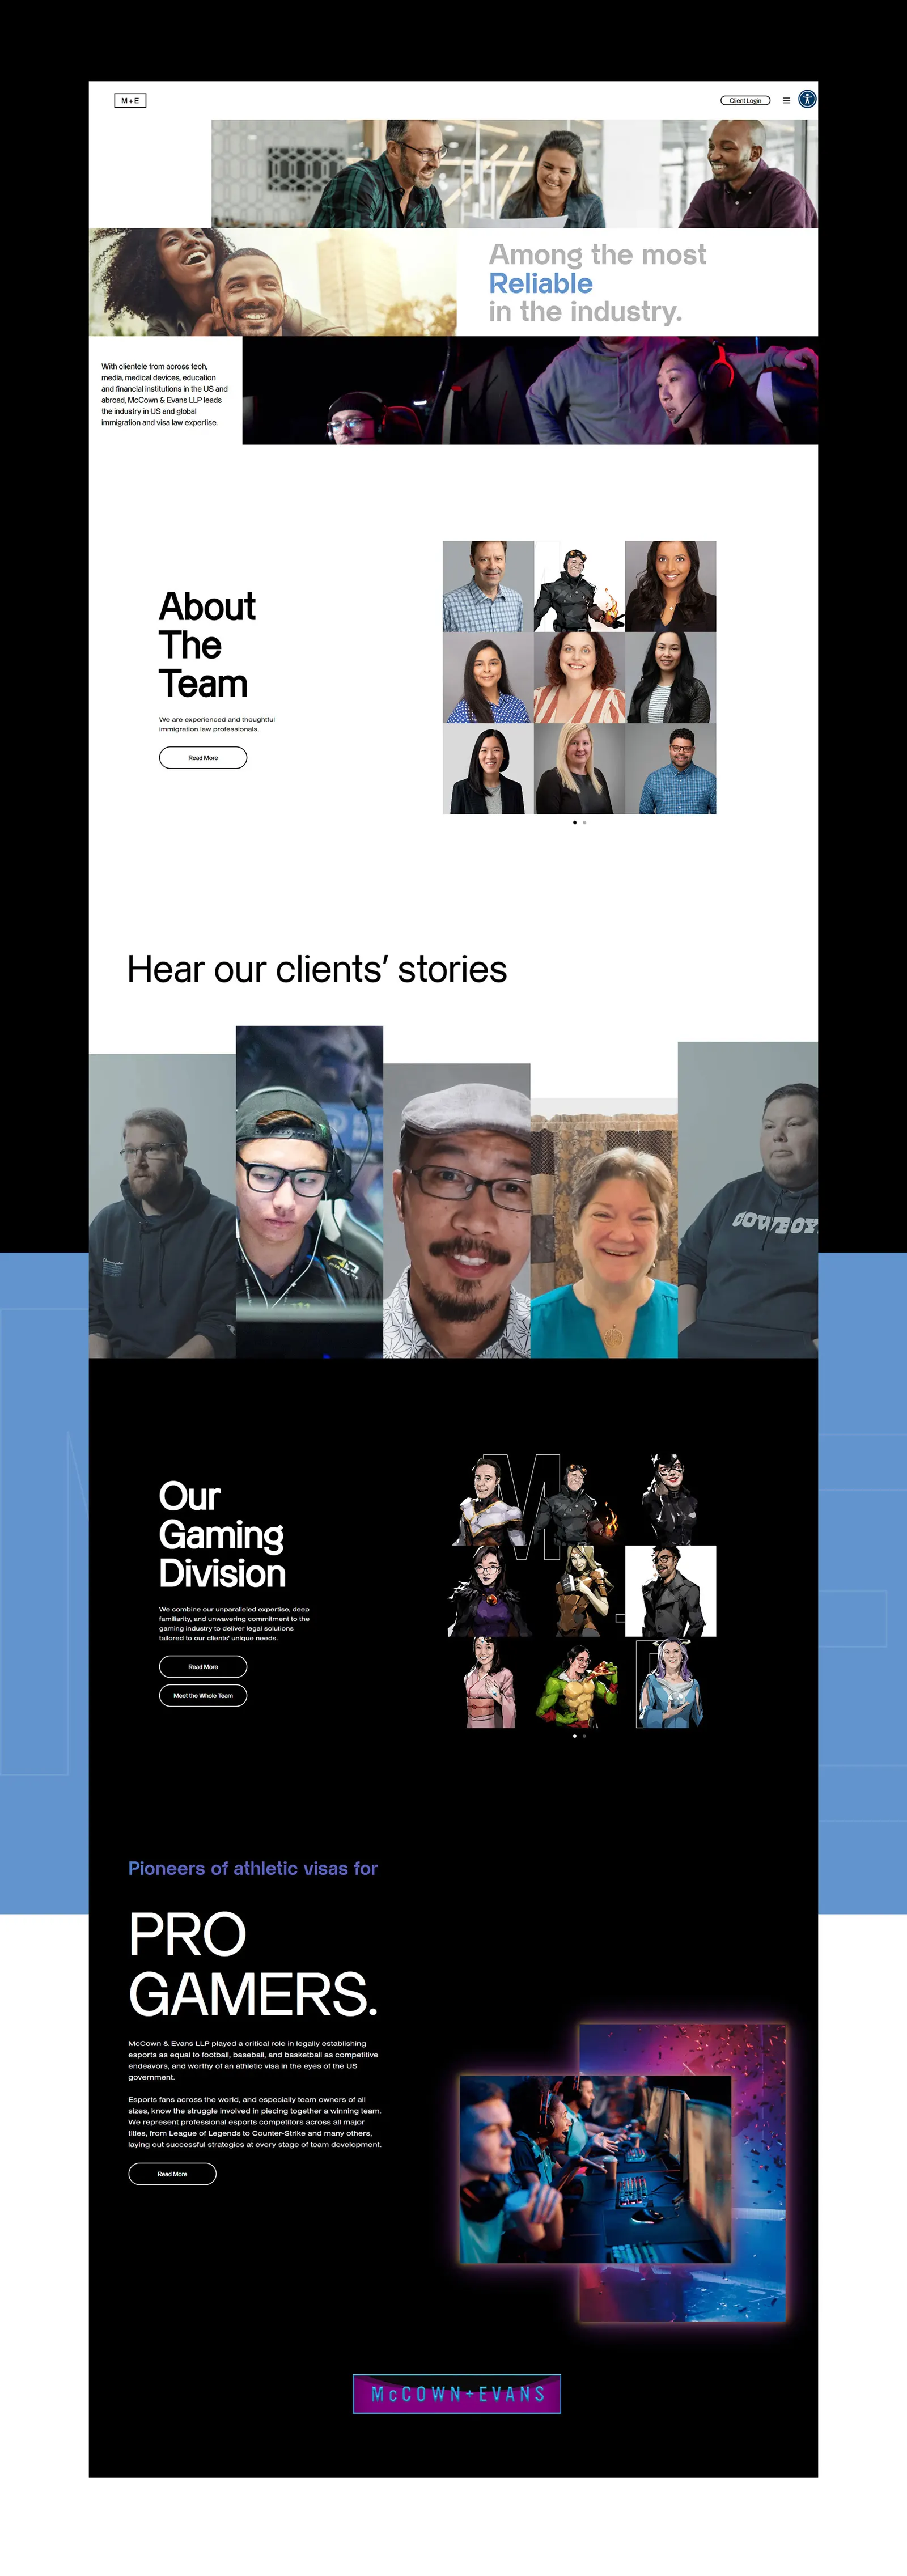 M+E
Client Login
Among the most
Reliable
in the industry.
With clientele from across tech,
media, medical devices, education
and financial institutions in the US and
abroad, McCown & Evans LLP leads
the industry in US and global
immigration and visa law expertise.
About
The
Team
We are experienced and thoughtful
immigration law professionals.
Read More
Hear our clients’ stories
COWBOY
Our
Gaming
Division
We combine our unparalleled expertise, deep
familiarity, and unwavering commitment to the
gaming industry to deliver legal solutions
tailored to our clients’ unique needs.
Read More
Meet the Whole Team
Pioneers of athletic visas for
PRO
GAMERS.
McCown & Evans LLP played a critical role in legally establishing
esports as equal to football, baseball, and basketball as competitive
endeavors, and worthy of an athletic visa in the eyes of the US
government.
Esports fans across the world, and especially team owners of all
sizes, know the struggle involved in piecing together a winning team.
We represent professional esports competitors across all major
titles, from League of Legends to Counter-Strike and many others,
laying out successful strategies at every stage of team development.
Read More
McCOWN+EVANS